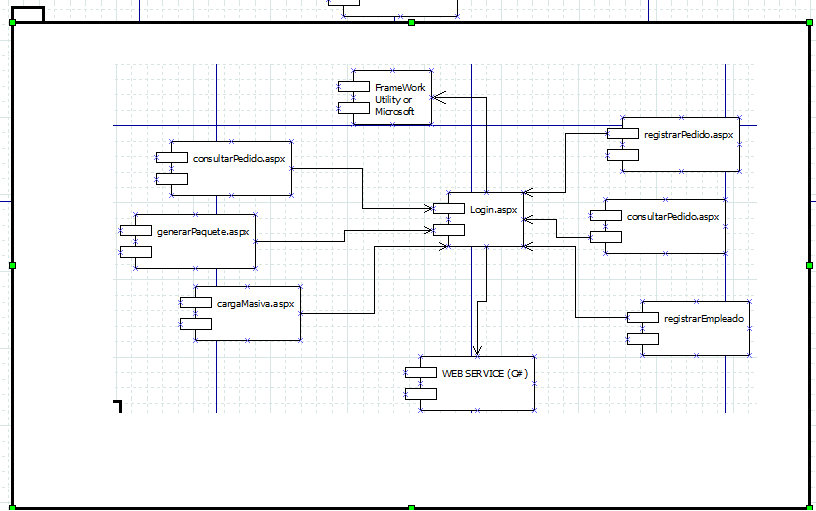 FrameWork
Utility or
Microsoft
registrarPedido.aspx
consultarPedido.aspx
Login.aspx
consultarPedido.aspx
generarPaquete.aspx
cargaMasiva.aspx
registrarEmpleado
WEB SERVICE (C#)